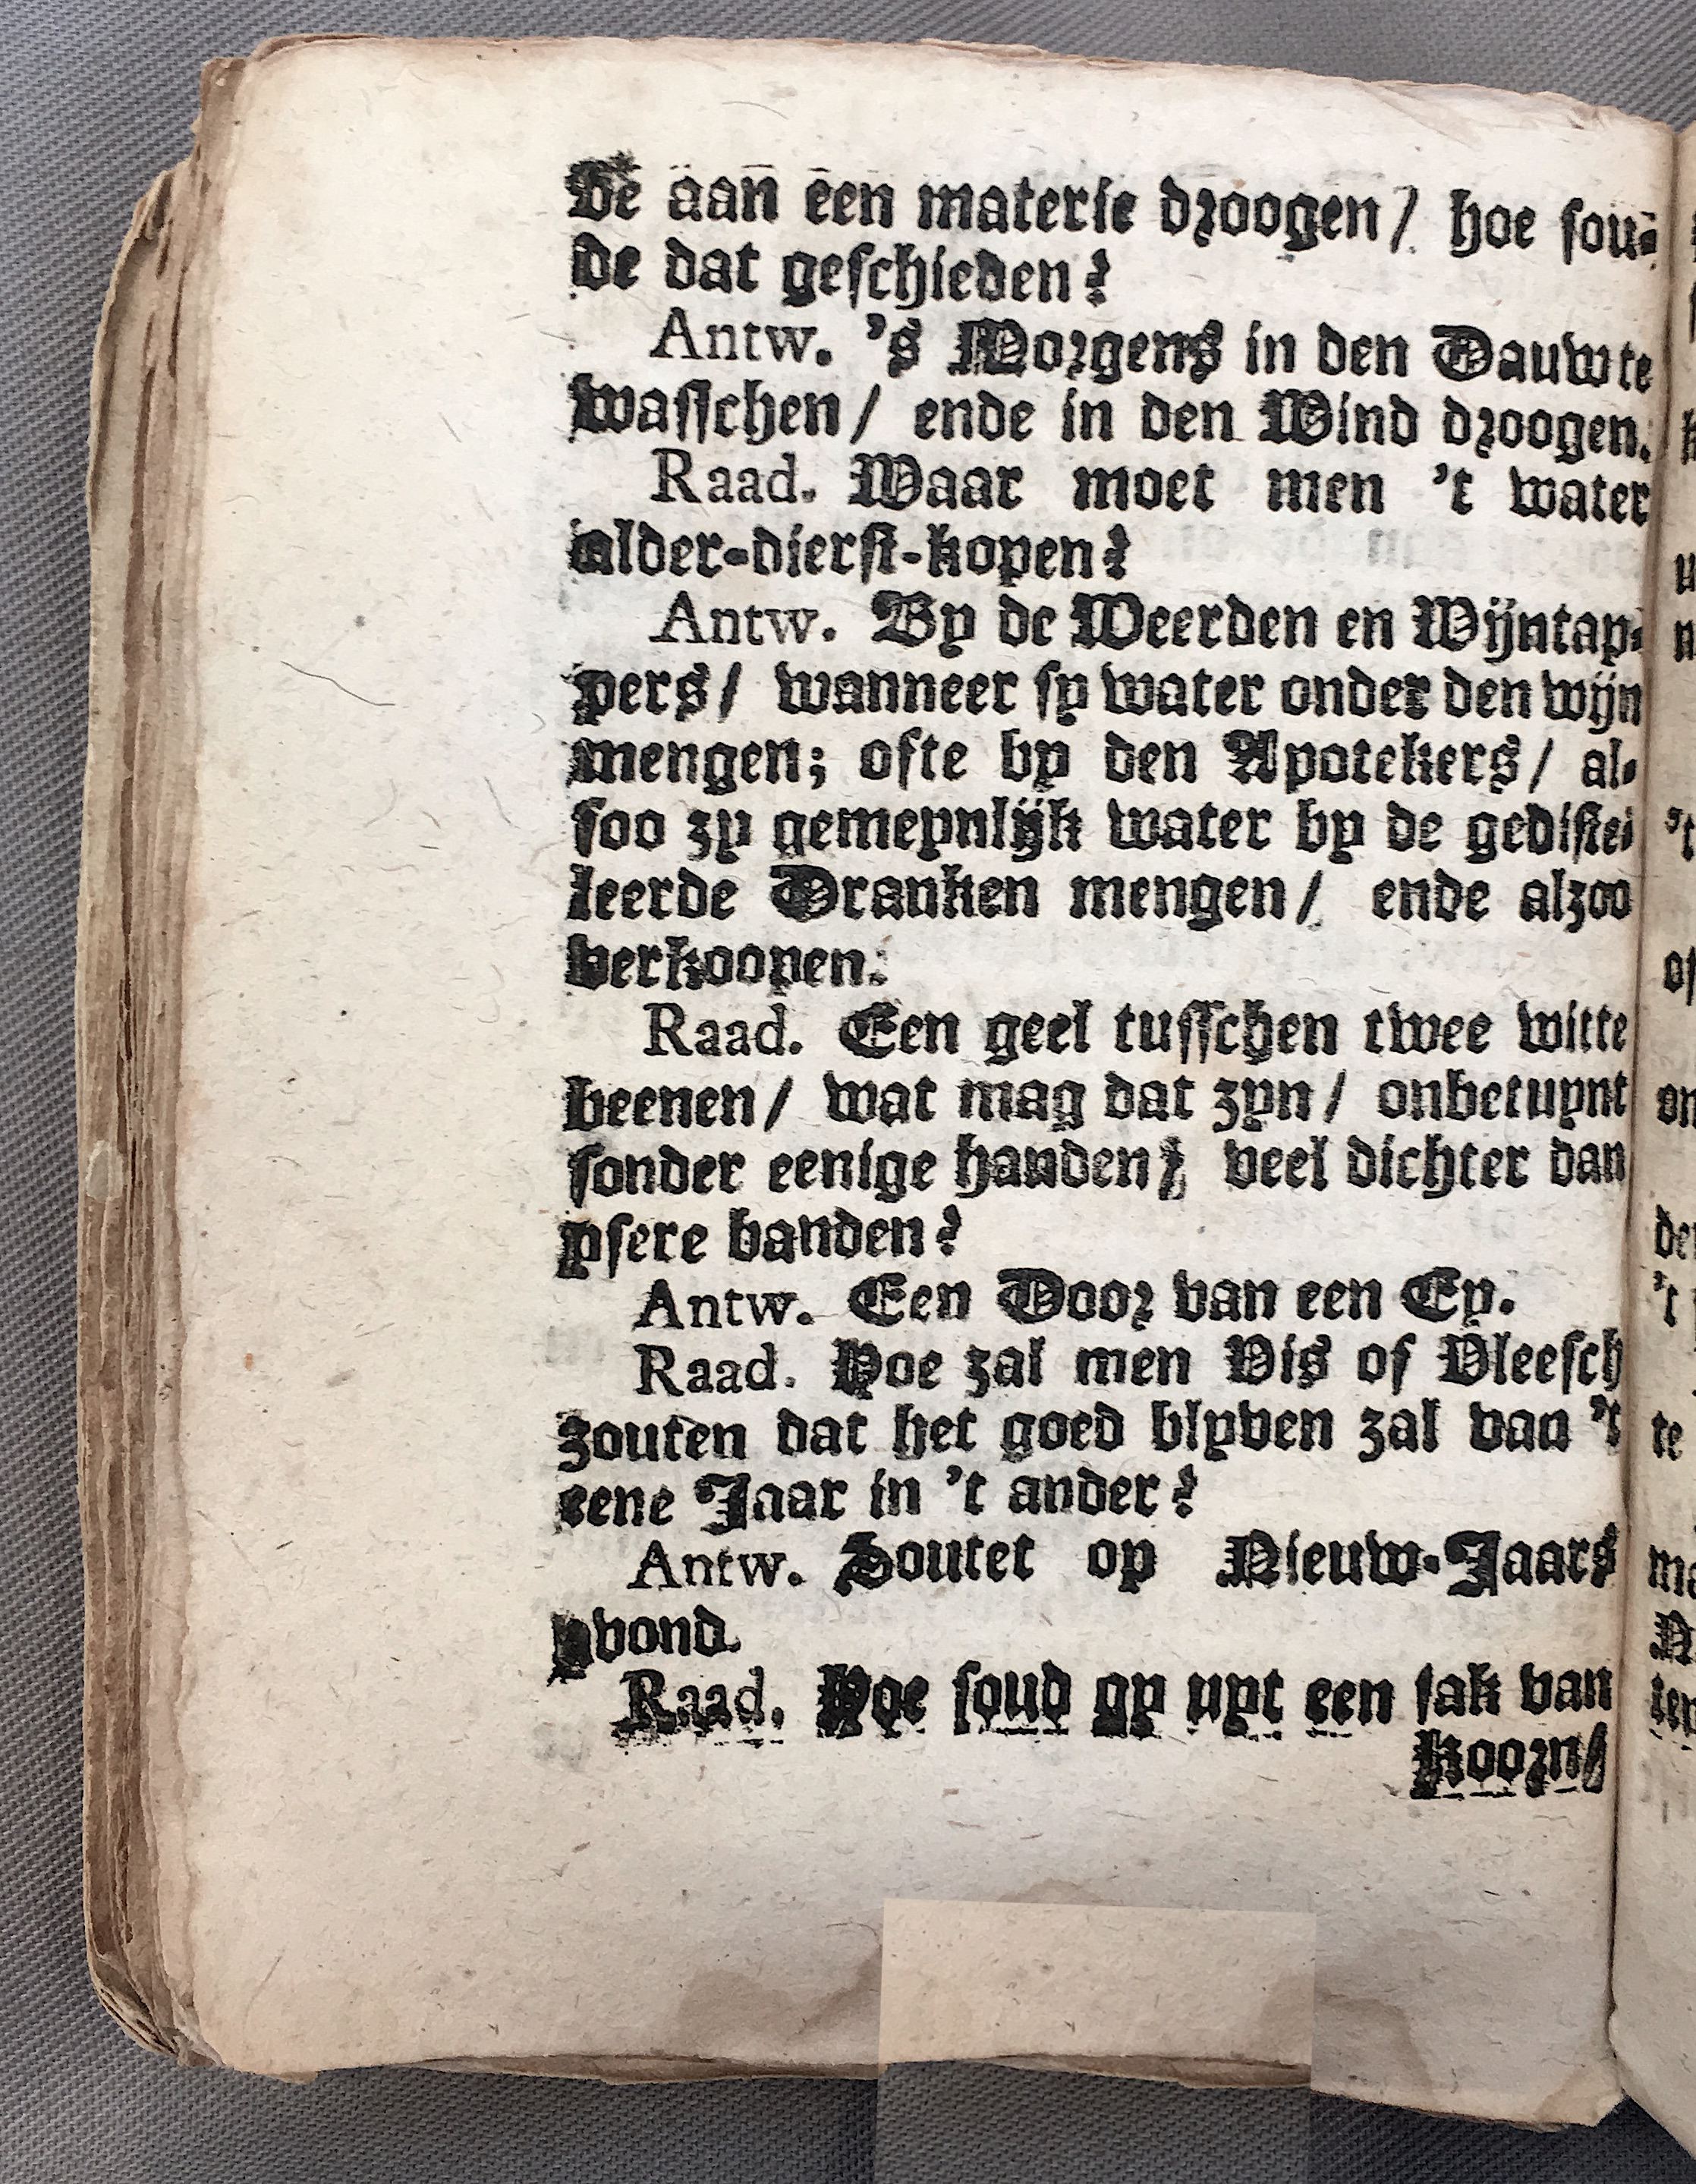 de aan een materie droogen / hoe sou-
de dat geschieden?
Antw. 's Morgens in den Dauw te
wasschen / ende in den Wind droogen.
Raad. Waar moet men 't water
alder-dierst-kopen?
Antw. By de Weerden en Wijntap-
pers / wanneer sy water onder den wijn
mengen; ofte by den Apotekers / al-
soo zy gemeynlijk water by de gedistei
leerde Dranken mengen / ende alzoo
verkoopen.
Raad. Een geel tusschen twee witte
beenen / wat mag dat zyn / onbetuynt
sonder eenige handen; veel dichter dan
ysere banden?
Antw. Een Door van een Ey.
Raad. Hoe zal men Vis of Vleesch
zouten dat het goed blyven zal van 't
eene Jaar in 't ander?
Antw. Soutet op Nieuw-Jaars
avond.
Raad. Hoe soud gy uyt een sak van
Koorn /